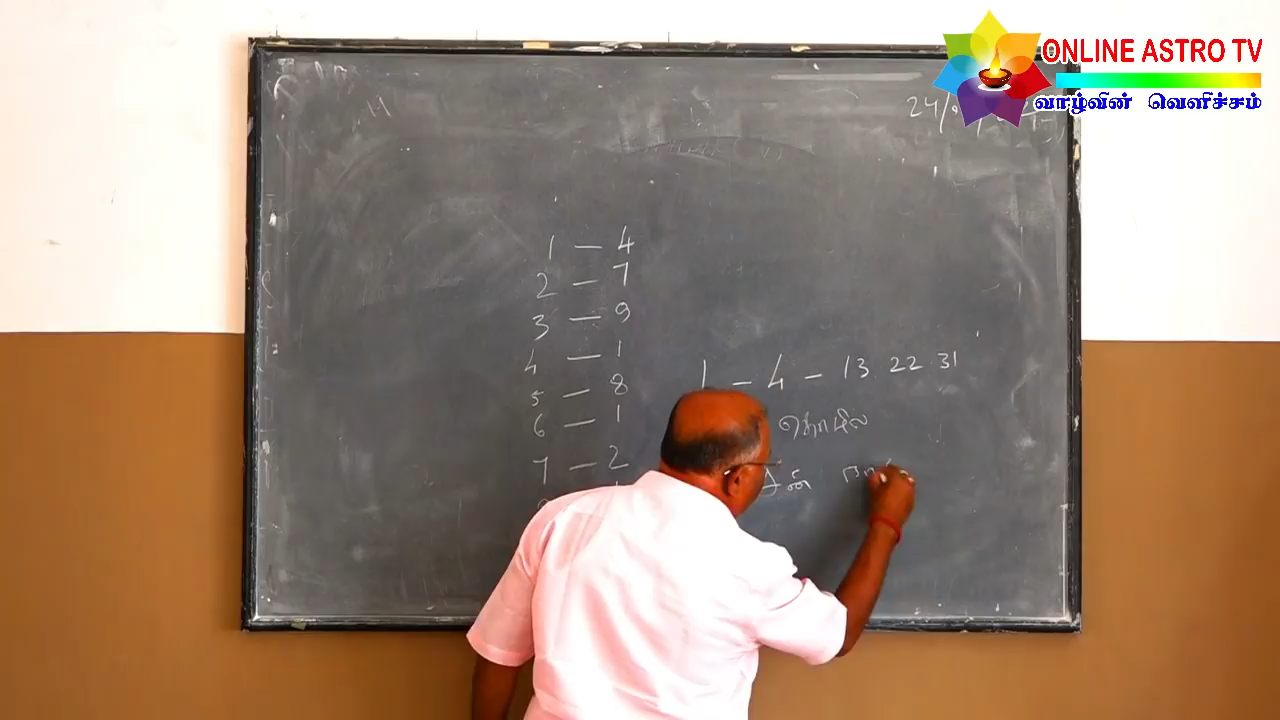 ONLINE ASTRO TV
வாழ்வின் வெளிச்சம்
24/
1 – 4
2 – 7
3 – 9
4 – 1
5 – 8
6 – 1
7 – 2
1 – 4 – 13 22 31
தொழில்